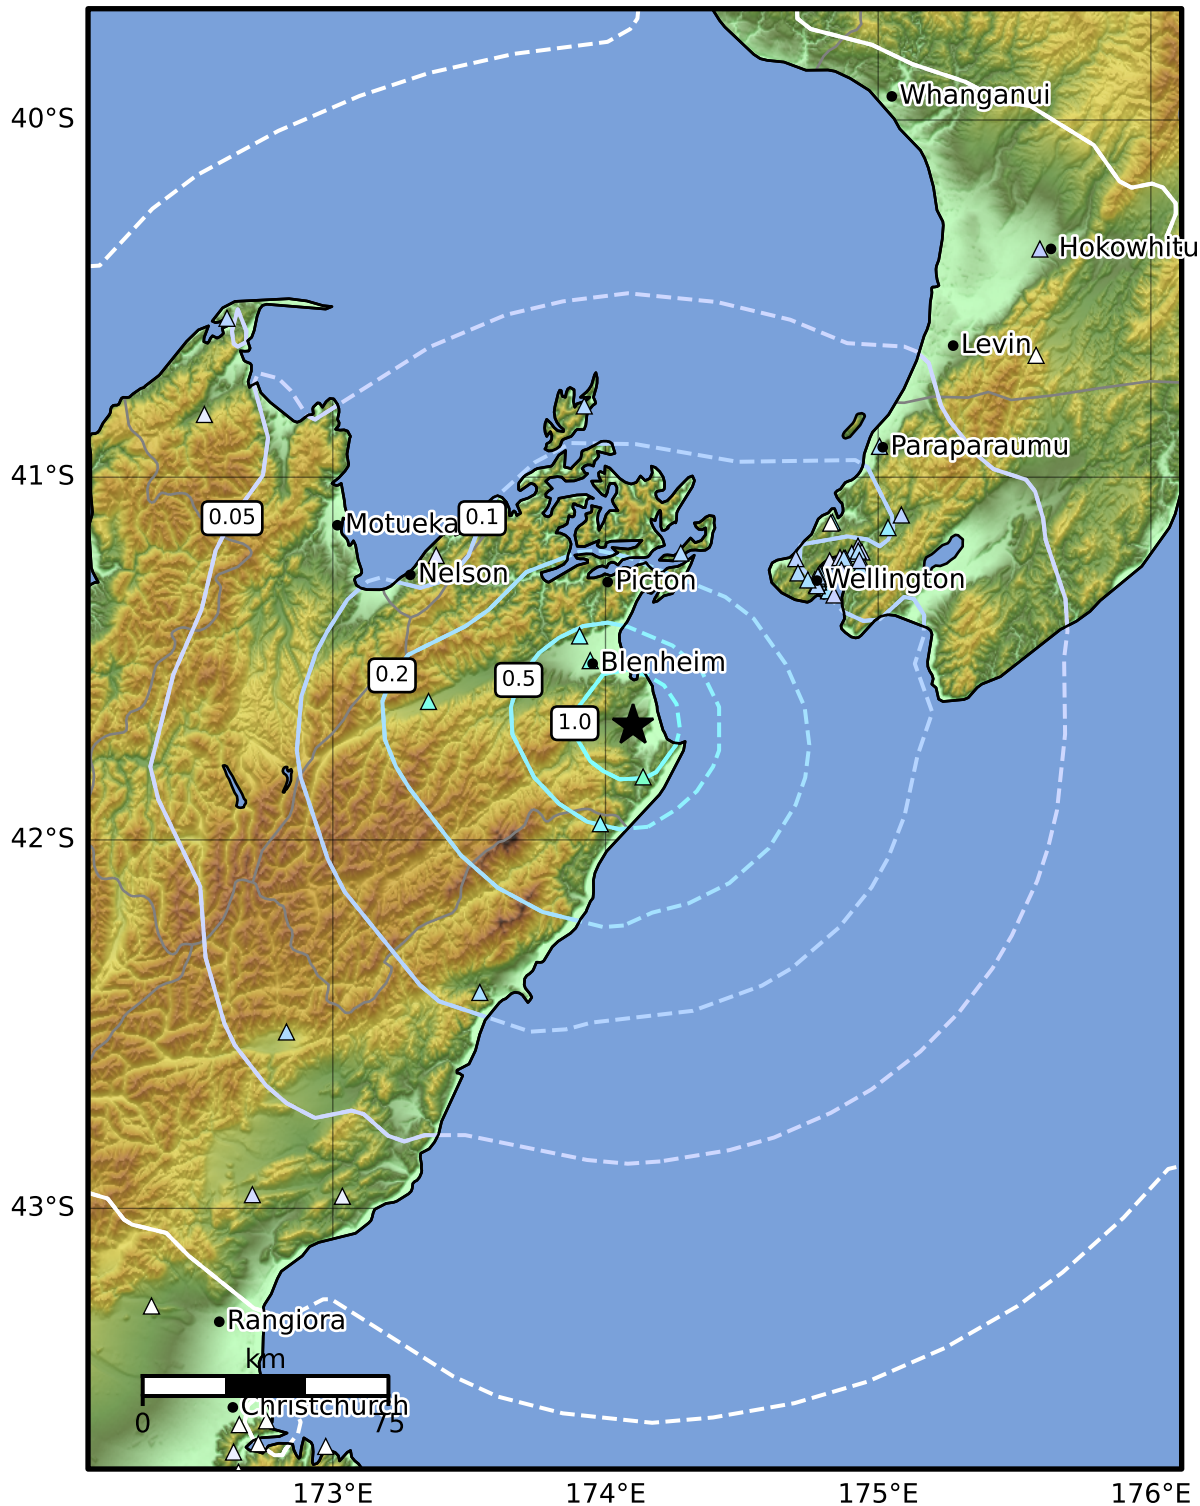 Whanganui
40°S
Hokowhitu
Levin
Paraparaumu
41°S
0.05
0.1
Motueka
Nelson
Picton
Wellington
Blenheim
0.2
0.5
1.0
42°S
43°S
Rangiora
km
Christchurch
0
75
173°E
174°E
175°E
176°E